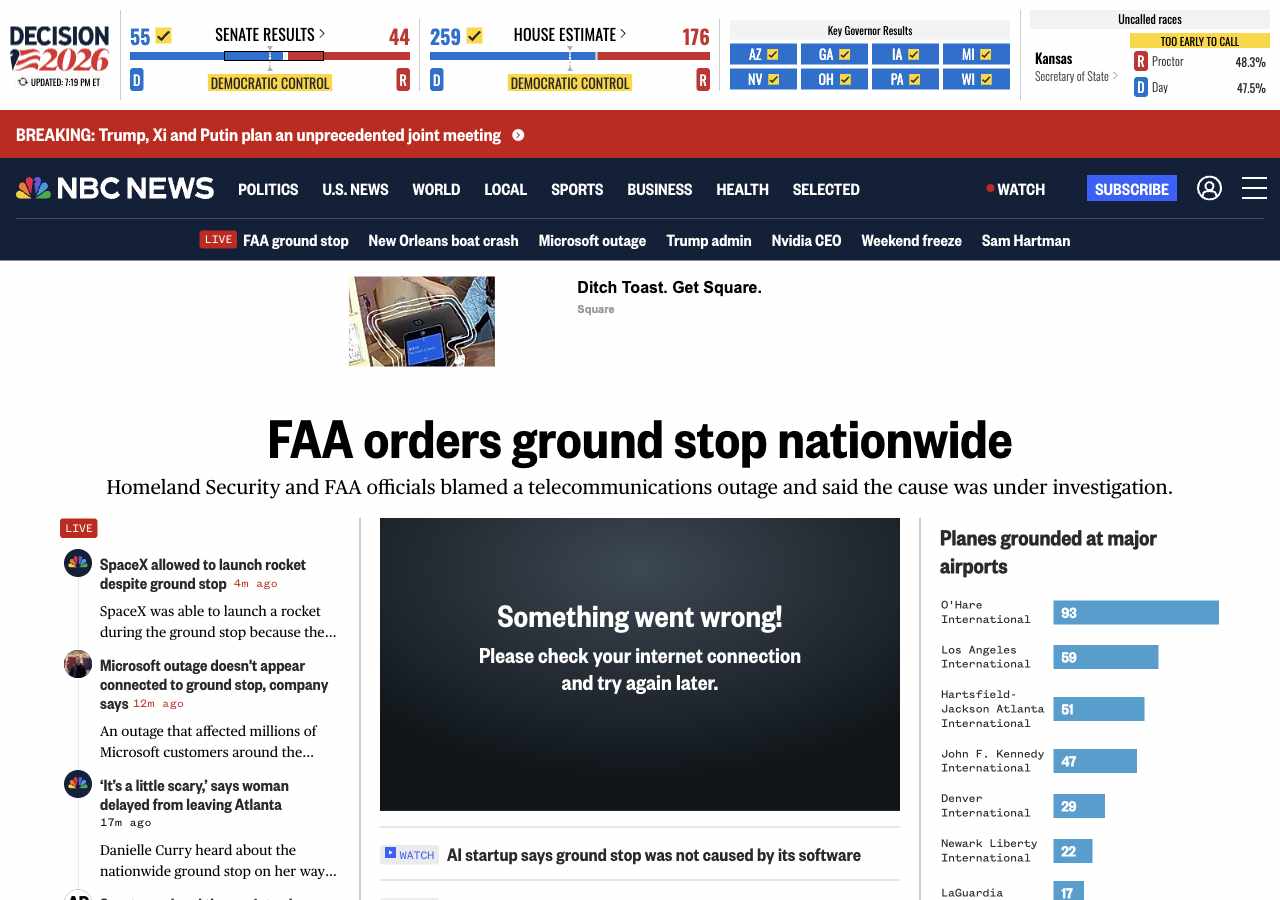 DECISION
2026
UPDATED: 7:19 PM ET
55
SENATE RESULTS
44
D
DEMOCRATIC CONTROL
R
259
HOUSE ESTIMATE
176
D
DEMOCRATIC CONTROL
R
Key Governor Results
AZ GA IA MI
NV OH PA WI
Uncalled races
Kansas
Secretary of State
TOO EARLY TO CALL
R Proctor 48.3%
D Day 47.5%
BREAKING: Trump, Xi and Putin plan an unprecedented joint meeting
NBC NEWS POLITICS U.S. NEWS WORLD LOCAL SPORTS BUSINESS HEALTH SELECTED WATCH SUBSCRIBE
LIVE FAA ground stop New Orleans boat crash Microsoft outage Trump admin Nvidia CEO Weekend freeze Sam Hartman
Ditch Toast. Get Square.
Square
FAA orders ground stop nationwide
Homeland Security and FAA officials blamed a telecommunications outage and said the cause was under investigation.
LIVE
SpaceX allowed to launch rocket
despite ground stop 4m ago
SpaceX was able to launch a rocket
during the ground stop because the...
Microsoft outage doesn't appear
connected to ground stop, company
says 12m ago
An outage that affected millions of
Microsoft customers around the...
‘It’s a little scary,’ says woman
delayed from leaving Atlanta
17m ago
Danielle Curry heard about the
nationwide ground stop on her way...
Something went wrong!
Please check your internet connection
and try again later.
WATCH AI startup says ground stop was not caused by its software
Planes grounded at major
airports
O'Hare
International
93
Los Angeles
International
59
Hartsfield-
Jackson Atlanta
International
51
John F. Kennedy
International
47
Denver
International
29
Newark Liberty
International
22
LaGuardia
17